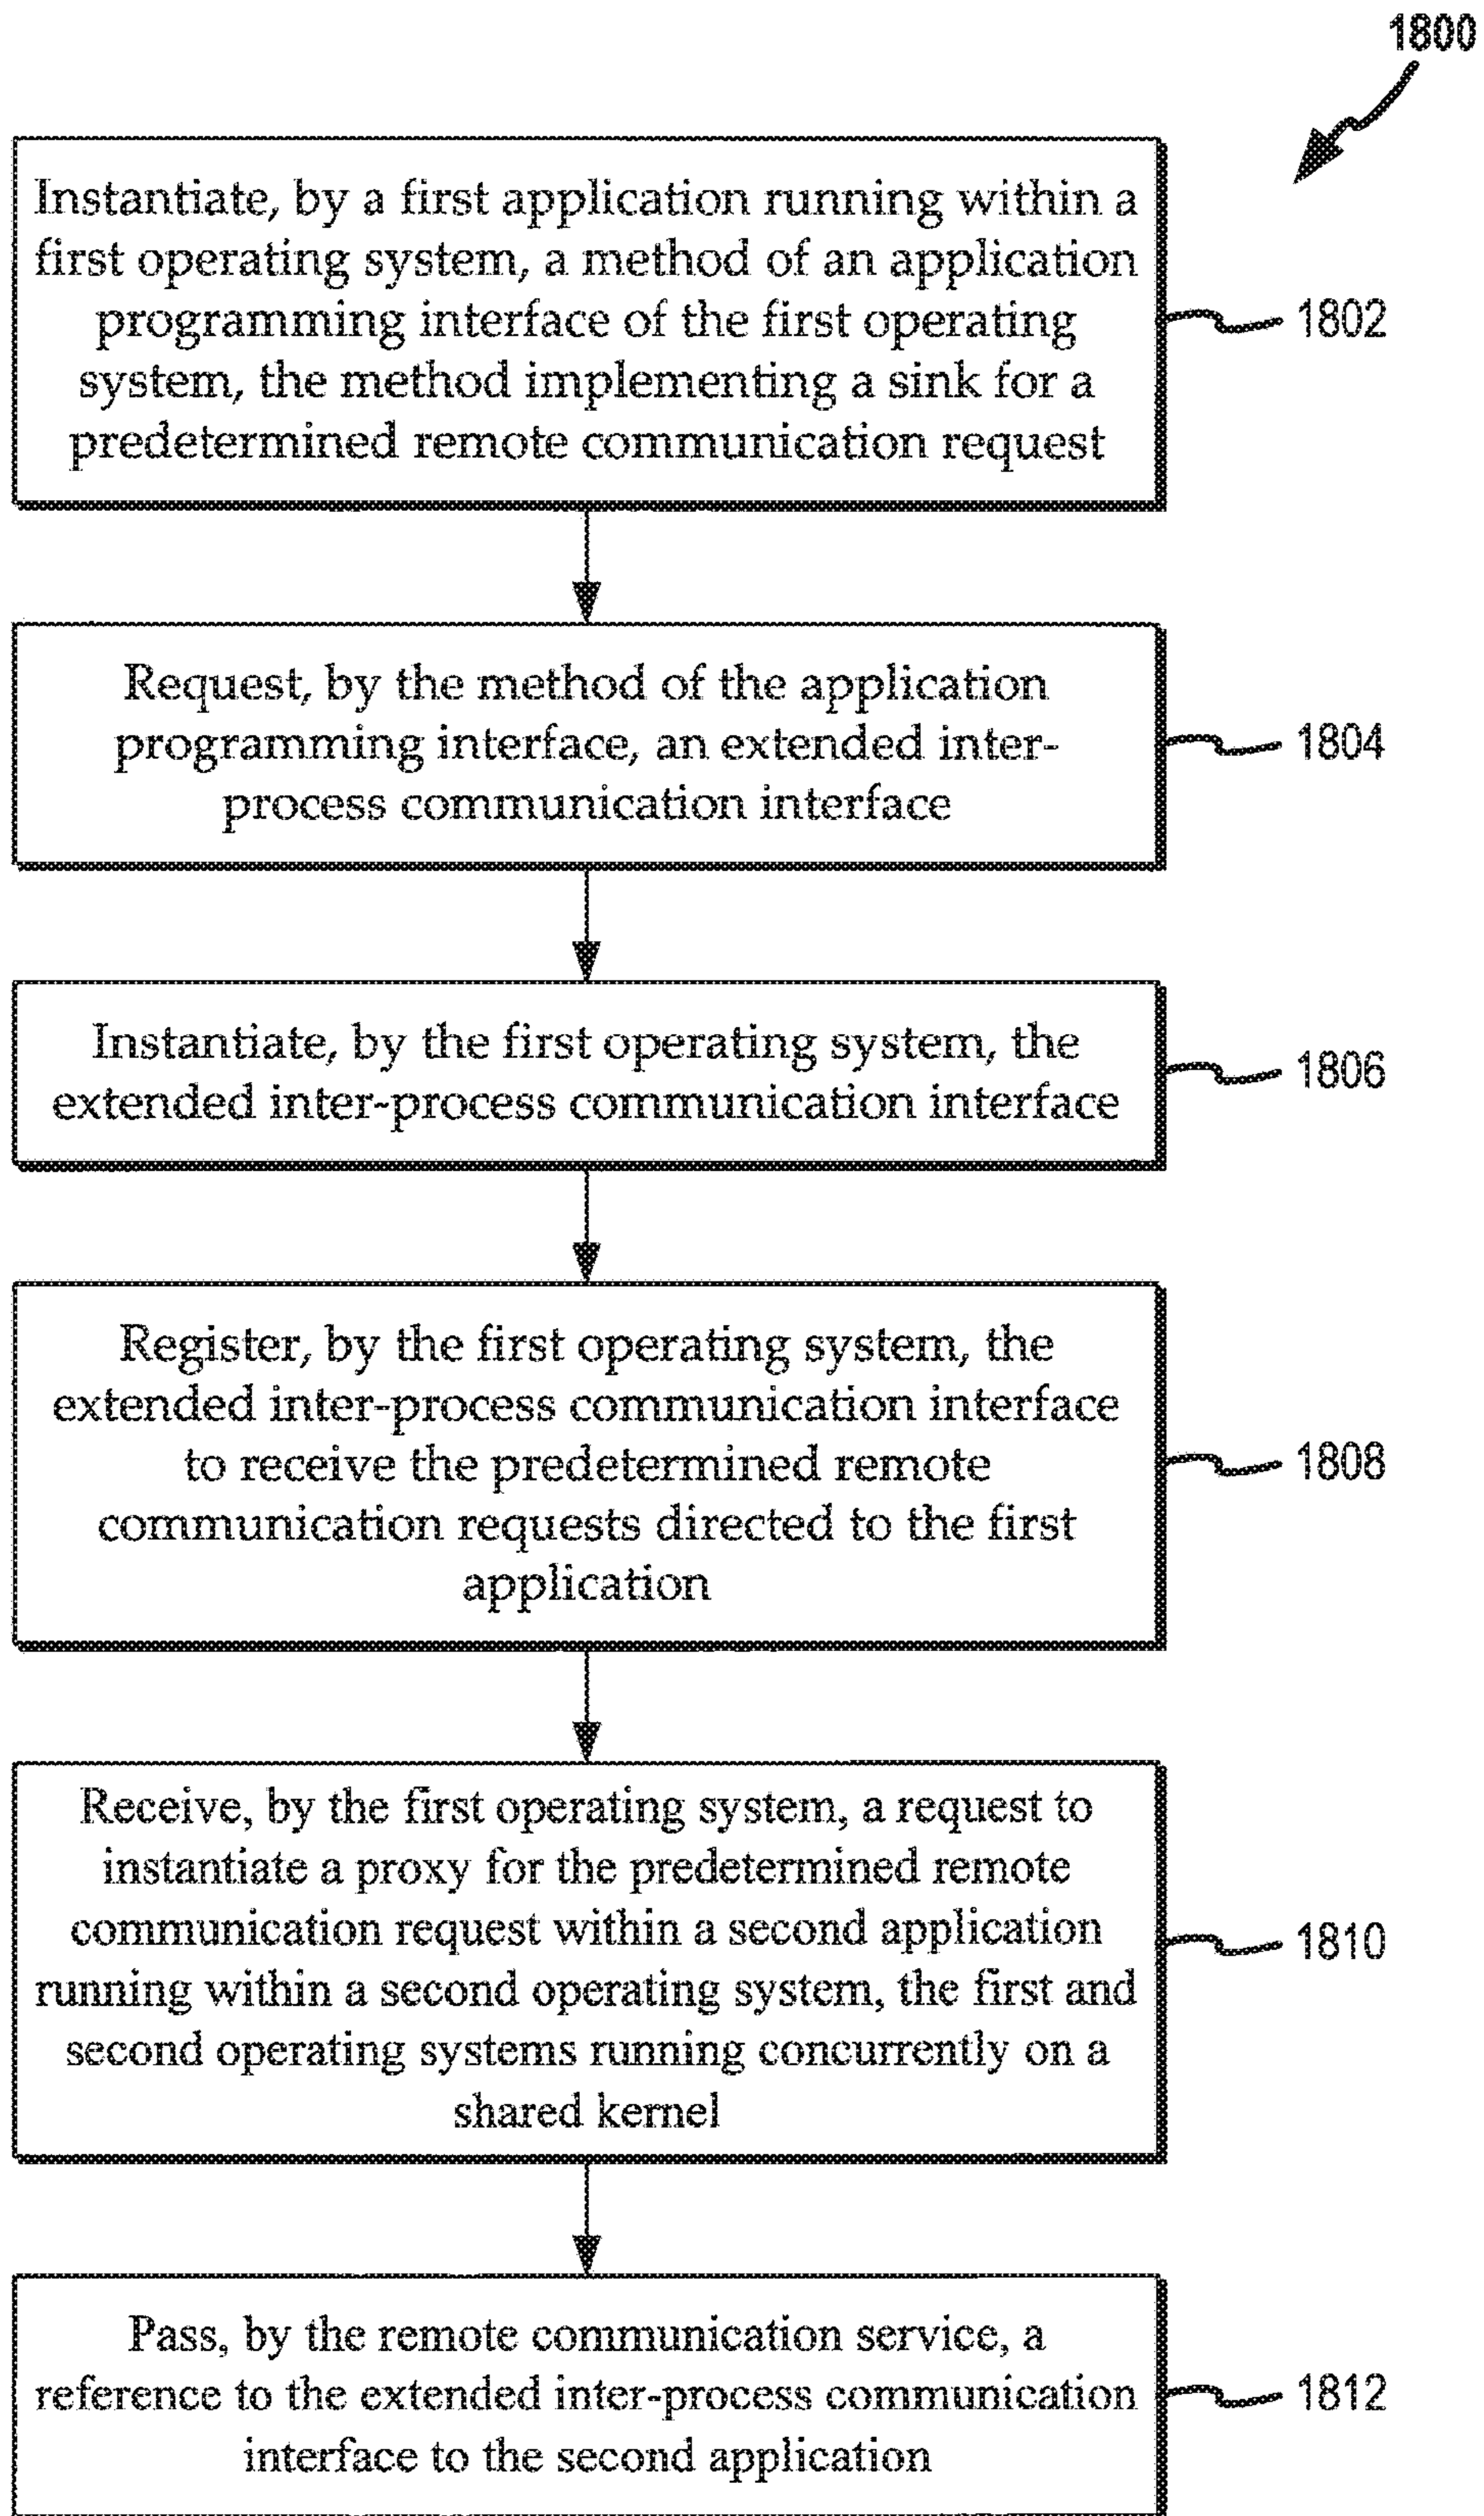 1800
Instantiate, by a first application running within a
first operating system, a method of an application
programming interface of the first operating
system, the method implementing a sink for a
predetermined remote communication request
1802
Request, by the method of the application
programming interface, an extended inter-
process communication interface
1804
Instantiate, by the first operating system, the
extended inter-process communication interface
1806
Register, by the first operating system, the
extended inter-process communication interface
to receive the predetermined remote
communication requests directed to the first
application
1808
Receive, by the first operating system, a request to
instantiate a proxy for the predetermined remote
communication request within a second application
running within a second operating system, the first and
second operating systems running concurrently on a
shared kernel
1810
Pass, by the remote communication service, a
reference to the extended inter-process communication
interface to the second application
1812